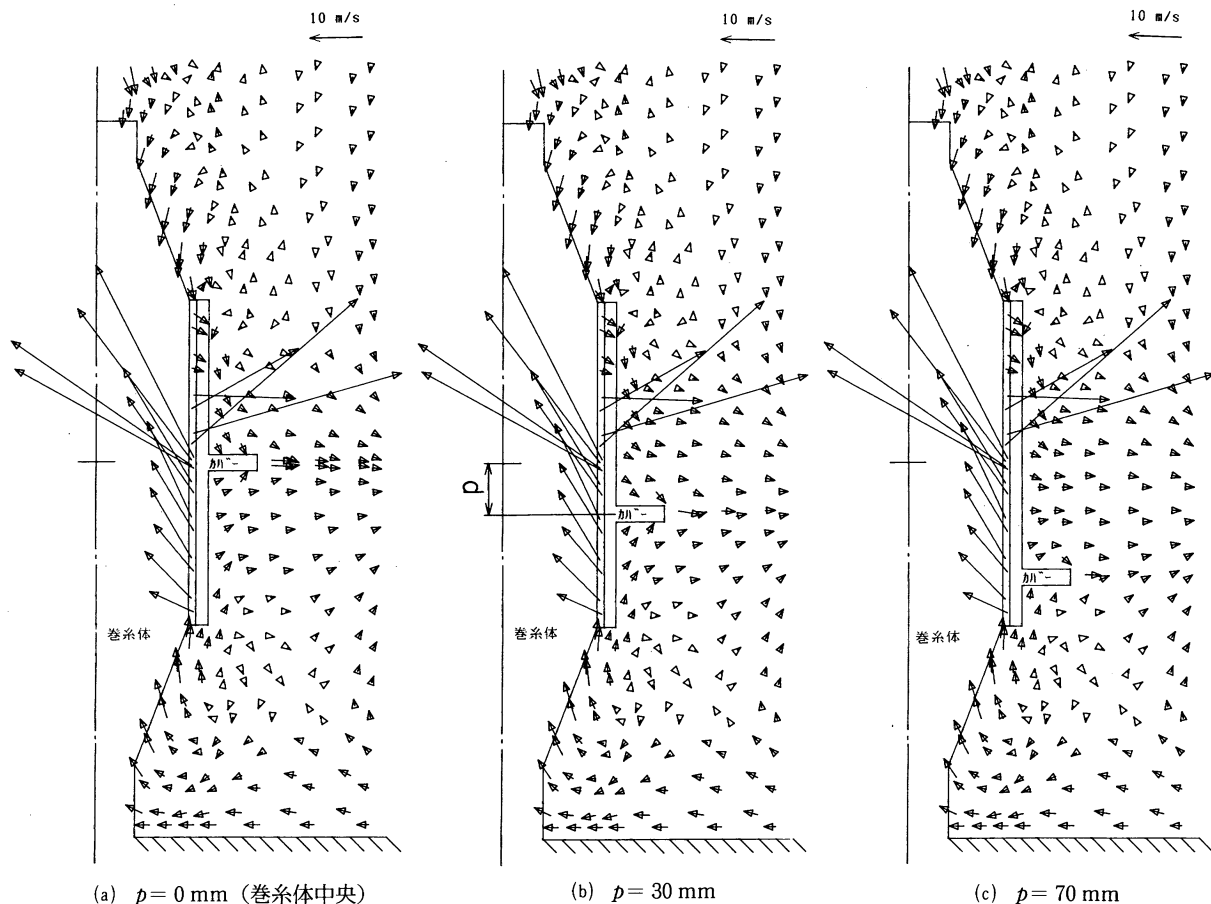 10 m/s
10 m/s
10 m/s
カバー
カバー
カバー
p
巻糸体
巻糸体
巻糸体
(a) p = 0 mm (巻糸体中央)
(b) p = 30 mm
(c) p = 70 mm